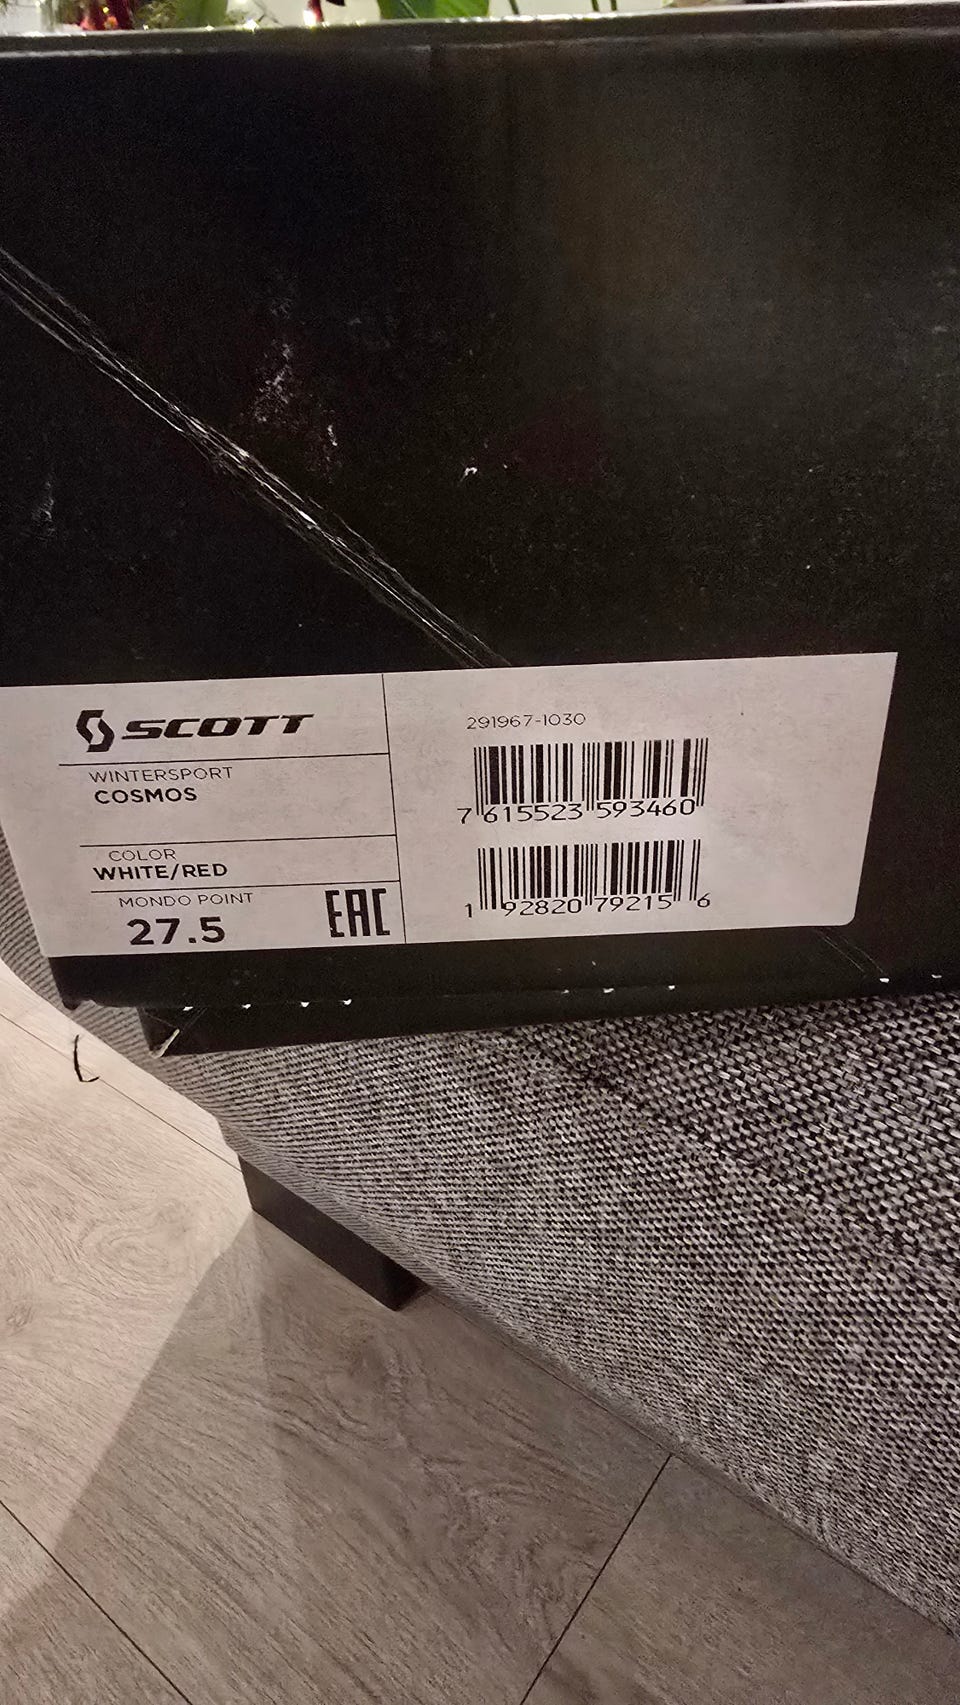 SCOTT
WINTERSPORT
COSMOS
COLOR
WHITE/RED
MONDO POINT
27.5
EAC
291967-1030
7 615523 593460
1 92820 79215 6